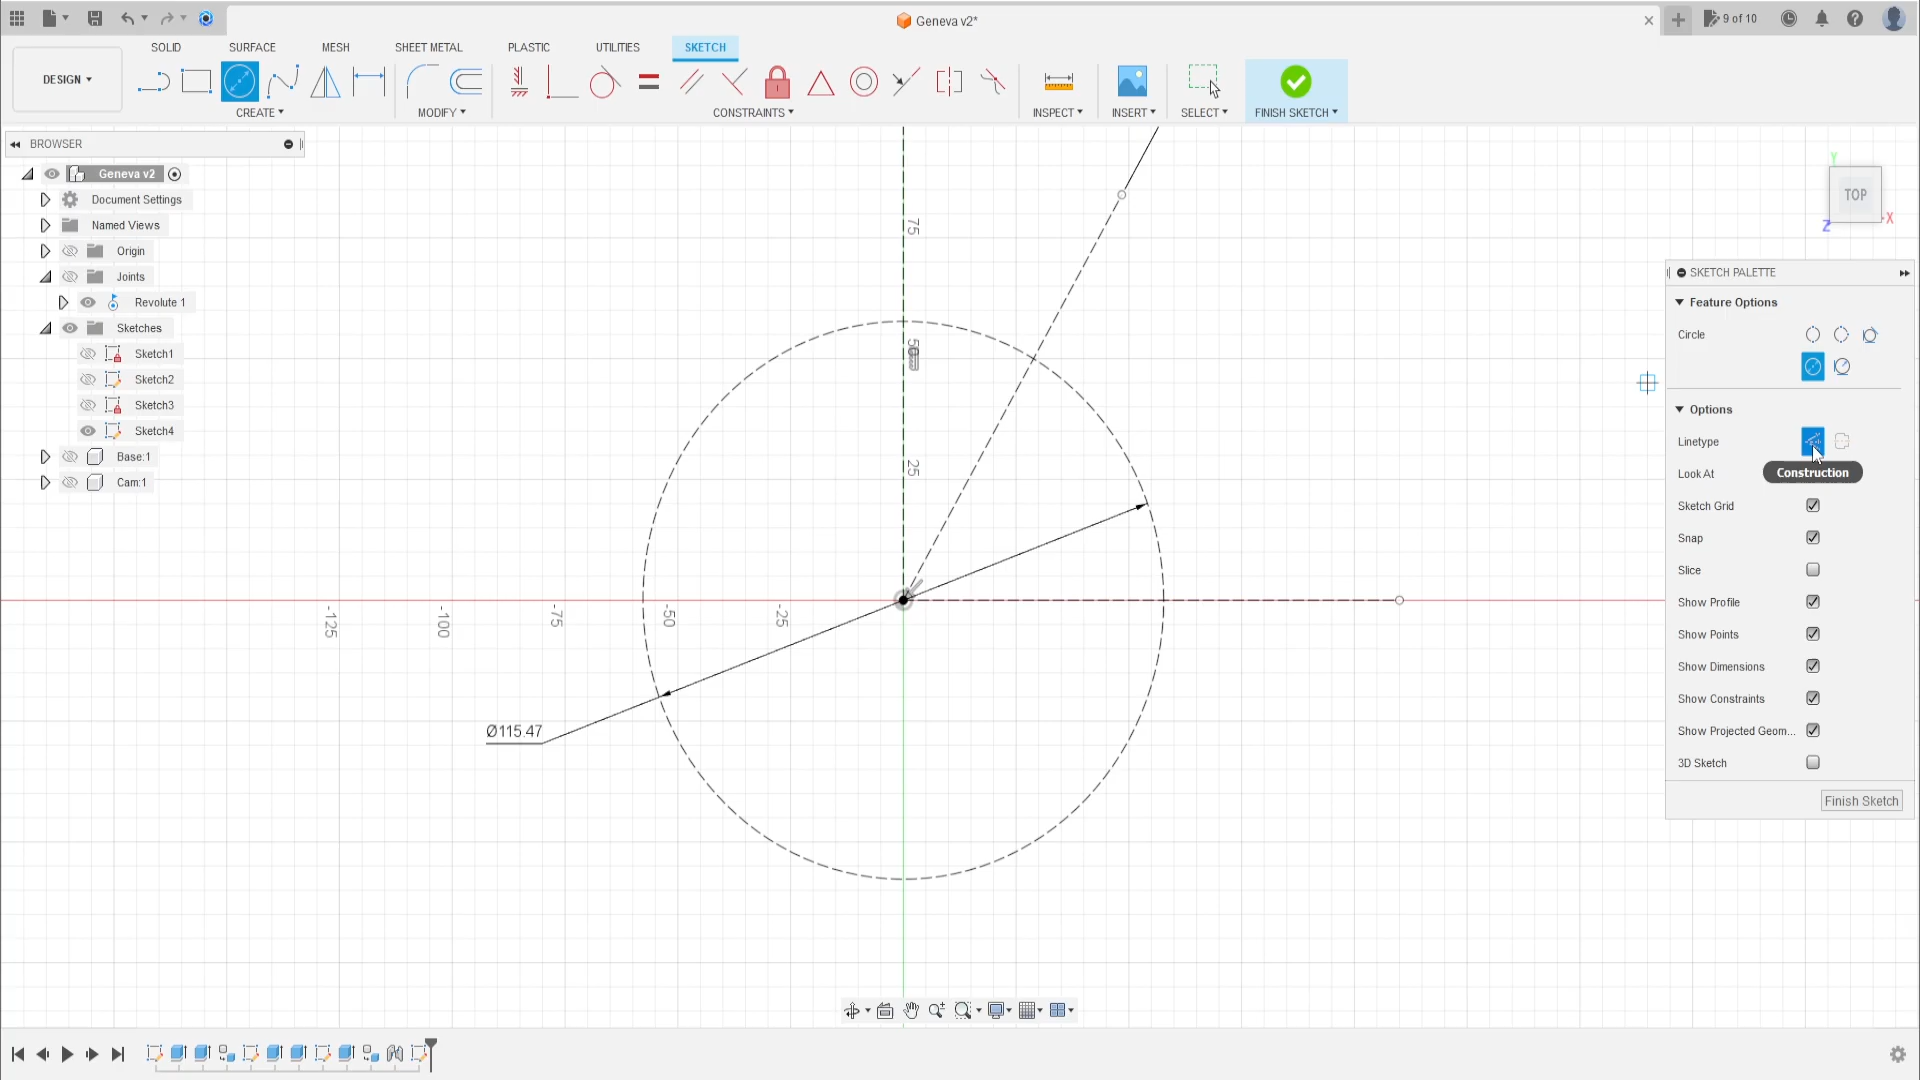 Geneva v2*
9 of 10
DESIGN
SOLID
SURFACE
MESH
SHEET METAL
PLASTIC
UTILITIES
SKETCH
CREATE
MODIFY
CONSTRAINTS
INSPECT
INSERT
SELECT
FINISH SKETCH
BROWSER
Geneva v2
Document Settings
Named Views
Origin
Joints
Revolute 1
Sketches
Sketch1
Sketch2
Sketch3
Sketch4
Base:1
Cam:1
75
25
-125
-100
-75
-50
-25
Ø115.47
Y
TOP
X
Z
SKETCH PALETTE
Feature Options
Circle
Options
Linetype
Look At
Construction
Sketch Grid
Snap
Slice
Show Profile
Show Points
Show Dimensions
Show Constraints
Show Projected Geom...
3D Sketch
Finish Sketch